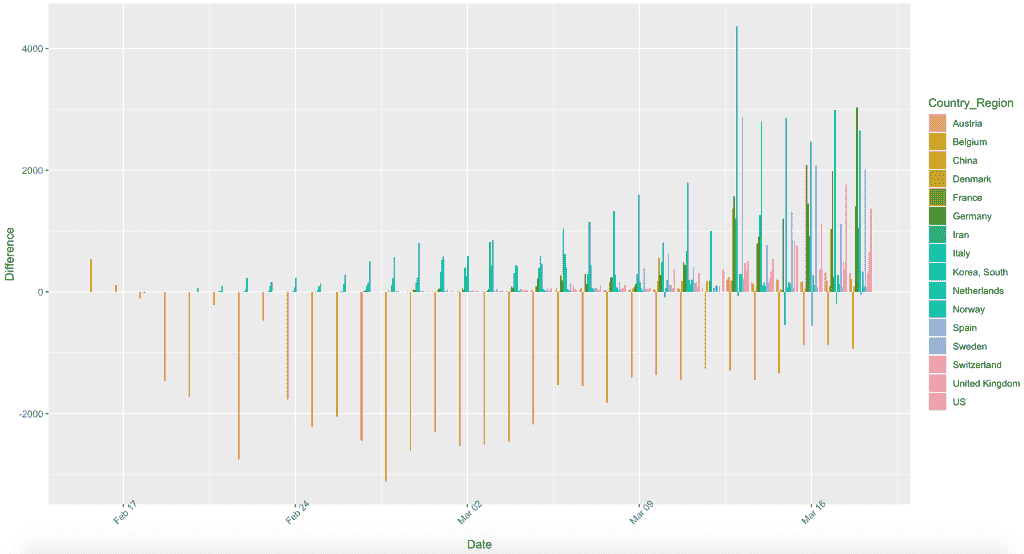 4000
2000
0
-2000
Difference
Feb 17
Feb 24
Mar 02
Mar 09
Mar 16
Date
Country_Region
Austria
Belgium
China
Denmark
France
Germany
Iran
Italy
Korea, South
Netherlands
Norway
Spain
Sweden
Switzerland
United Kingdom
US